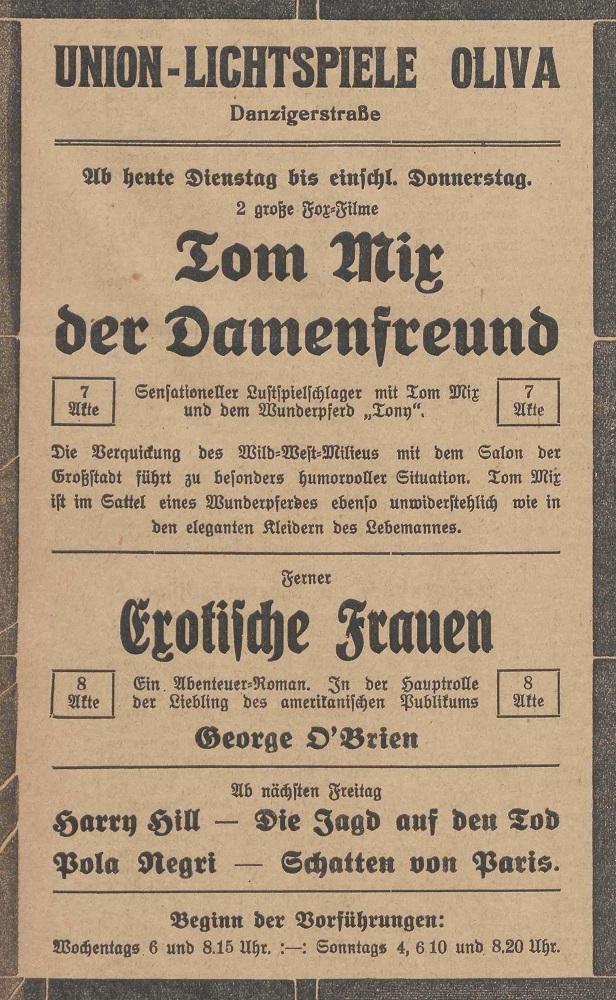 UNION-LICHTSPIELE OLIVA
Danzigerstraße
Ab heute Dienstag bis einschl. Donnerstag.
2 große Fox-Filme
Tom Mix
der Damenfreund
7 Akte
Sensationeller Lustspielschlager mit Tom Mix
und dem Wunderpferd „Tony“.
7 Akte
Die Verquickung des Wild-West-Milieus mit dem Salon der
Großstadt führt zu besonders humorvoller Situation. Tom Mix
ist im Sattel eines Wunderpferdes ebenso unwiderstehlich wie in
den eleganten Kleidern des Lebemannes.
Ferner
Exotische Frauen
8 Akte
Ein Abenteuer-Roman. In der Hauptrolle
der Liebling des amerikanischen Publikums
8 Akte
George O'Brien
Ab nächsten Freitag
Harry Hill — Die Jagd auf den Tod
Pola Negri — Schatten von Paris.
Beginn der Vorführungen:
Wochentags 6 und 8.15 Uhr. :—: Sonntags 4, 6 10 und 8.20 Uhr.